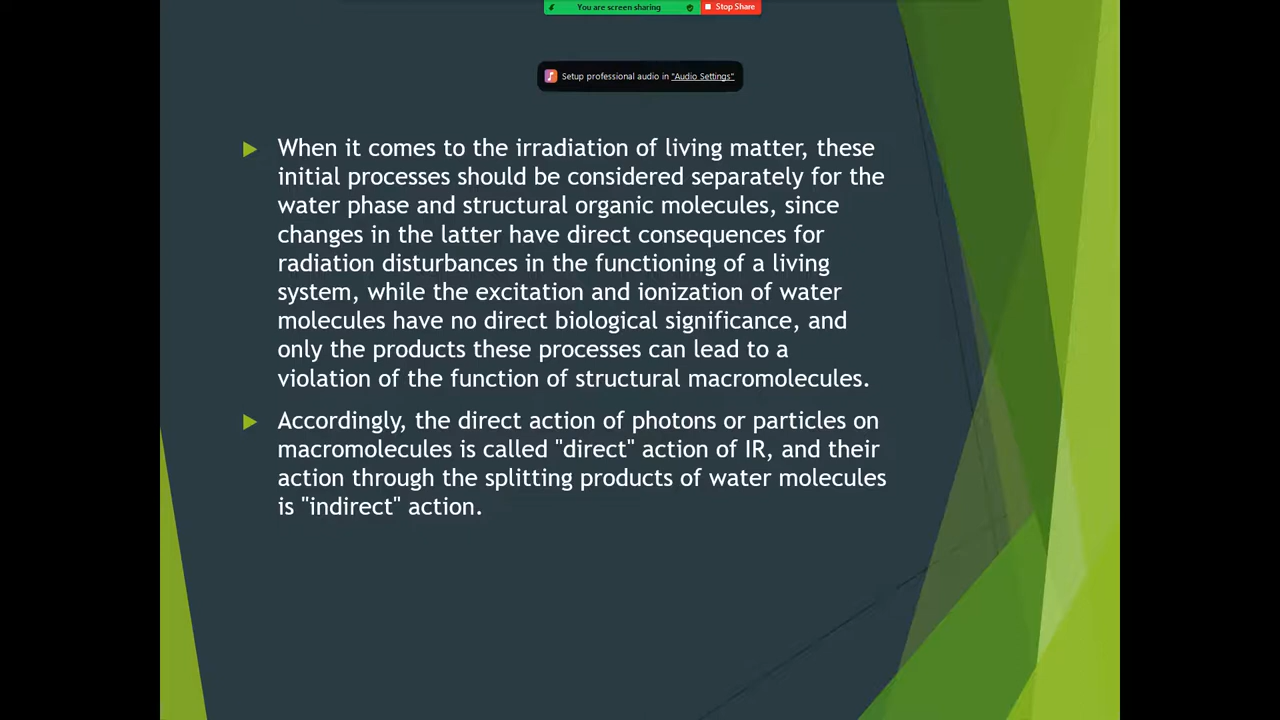 You are screen sharing
Stop Share
Setup professional audio in "Audio Settings"
When it comes to the irradiation of living matter, these
initial processes should be considered separately for the
water phase and structural organic molecules, since
changes in the latter have direct consequences for
radiation disturbances in the functioning of a living
system, while the excitation and ionization of water
molecules have no direct biological significance, and
only the products these processes can lead to a
violation of the function of structural macromolecules.
Accordingly, the direct action of photons or particles on
macromolecules is called "direct" action of IR, and their
action through the splitting products of water molecules
is "indirect" action.